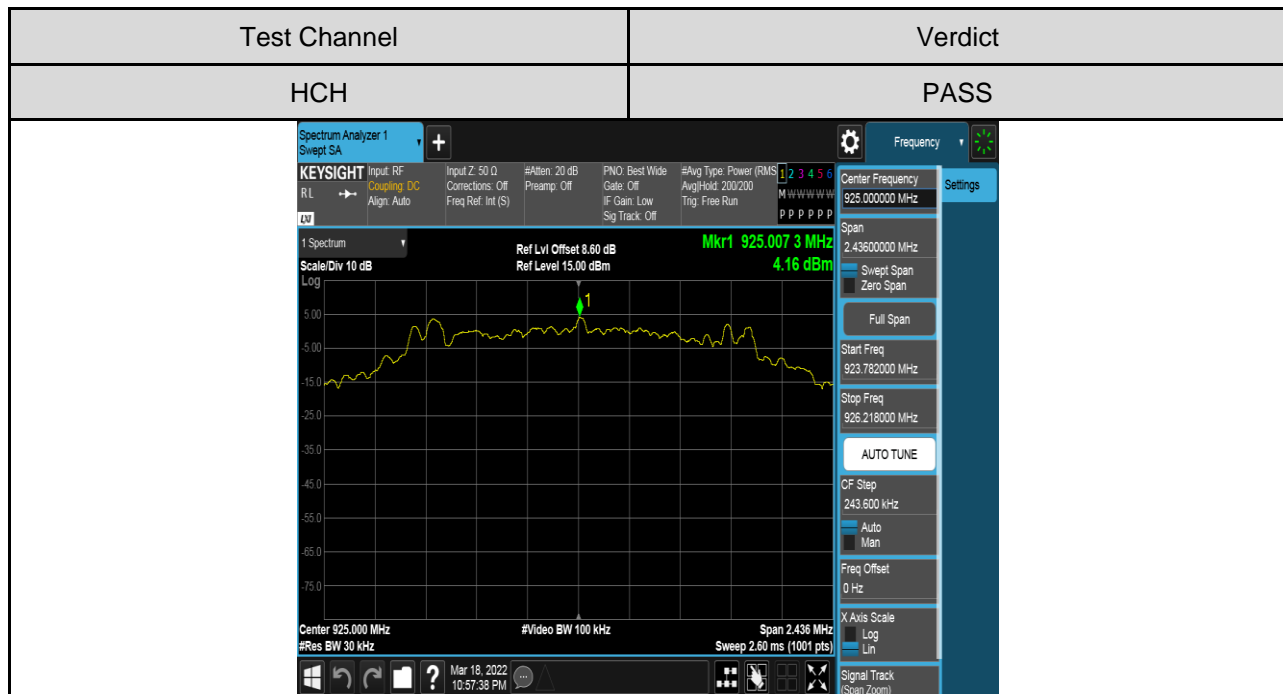 Test Channel Verdict
HCH PASS
Spectrum Analyzer 1
Swept SA
+
Frequency
KEYSIGHT Input: RF Input Z: 50 Ω #Atten: 20 dB PNO: Best Wide #Avg Type: Power (RMS 1 2 3 4 5 6
RL Coupling: DC Corrections: Off Preamp: Off Gate: Off Avg|Hold: 200/200 M W W W W W
Align: Auto Freq Ref: Int (S) IF Gain: Low Trig: Free Run
LXI Sig Track: Off P P P P P P
Center Frequency
925.000000 MHz
Settings
Span
2.43600000 MHz
Swept Span
Zero Span
Full Span
Start Freq
923.782000 MHz
Stop Freq
926.218000 MHz
AUTO TUNE
CF Step
243.600 kHz
Auto
Man
Freq Offset
0 Hz
X Axis Scale
Log
Lin
Signal Track
(Span Zoom)
1 Spectrum Ref Lvl Offset 8.60 dB Mkr1 925.007 3 MHz
Scale/Div 10 dB Ref Level 15.00 dBm 4.16 dBm
Log
1
5.00
-5.00
-15.0
-25.0
-35.0
-45.0
-55.0
-65.0
-75.0
Center 925.000 MHz #Video BW 100 kHz Span 2.436 MHz
#Res BW 30 kHz Sweep 2.60 ms (1001 pts)
? Mar 18, 2022
10:57:38 PM